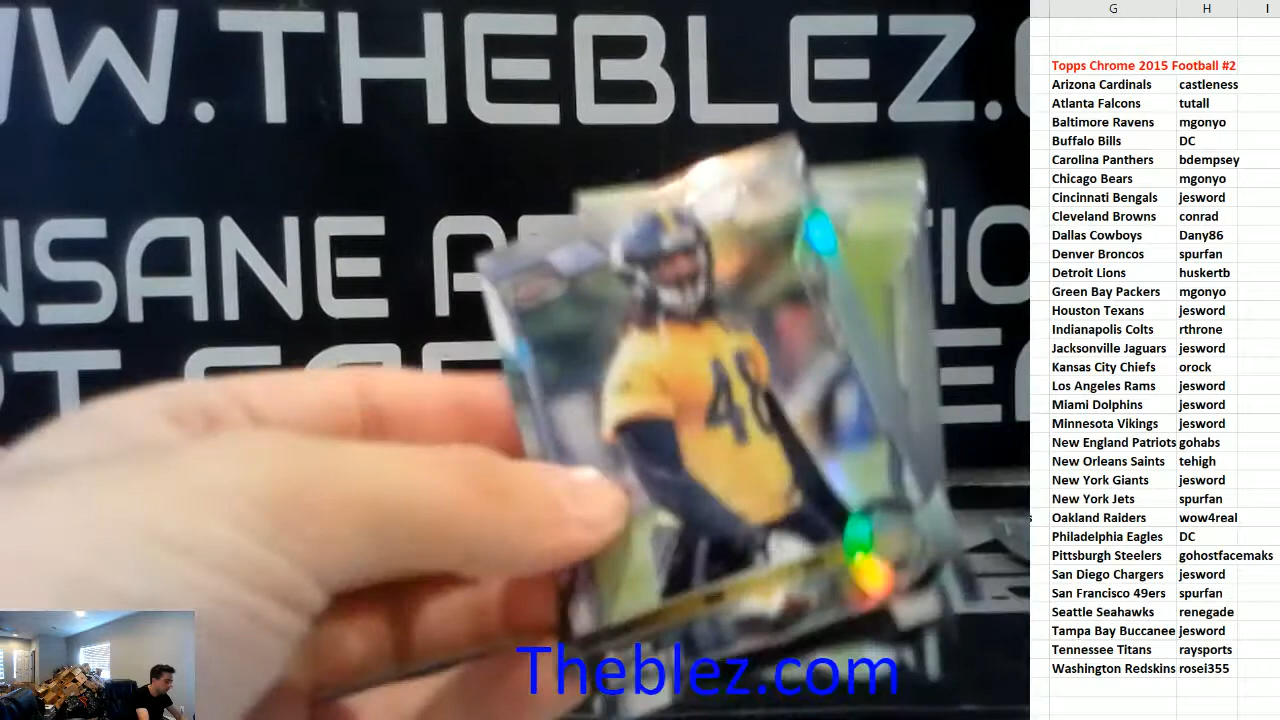 WW.THEBLEZ.
NSANE
Theblez.com
48
G H I
Topps Chrome 2015 Football #2
Arizona Cardinals castleness
Atlanta Falcons tutall
Baltimore Ravens mgonyo
Buffalo Bills DC
Carolina Panthers bdempsey
Chicago Bears mgonyo
Cincinnati Bengals jesword
Cleveland Browns conrad
Dallas Cowboys Dany86
Denver Broncos spurfan
Detroit Lions huskertb
Green Bay Packers mgonyo
Houston Texans jesword
Indianapolis Colts rthrone
Jacksonville Jaguars jesword
Kansas City Chiefs orock
Los Angeles Rams jesword
Miami Dolphins jesword
Minnesota Vikings jesword
New England Patriots gohabs
New Orleans Saints tehigh
New York Giants jesword
New York Jets spurfan
Oakland Raiders wow4real
Philadelphia Eagles DC
Pittsburgh Steelers gohostfacemaks
San Diego Chargers jesword
San Francisco 49ers spurfan
Seattle Seahawks renegade
Tampa Bay Buccanee jesword
Tennessee Titans raysports
Washington Redskins rosei355